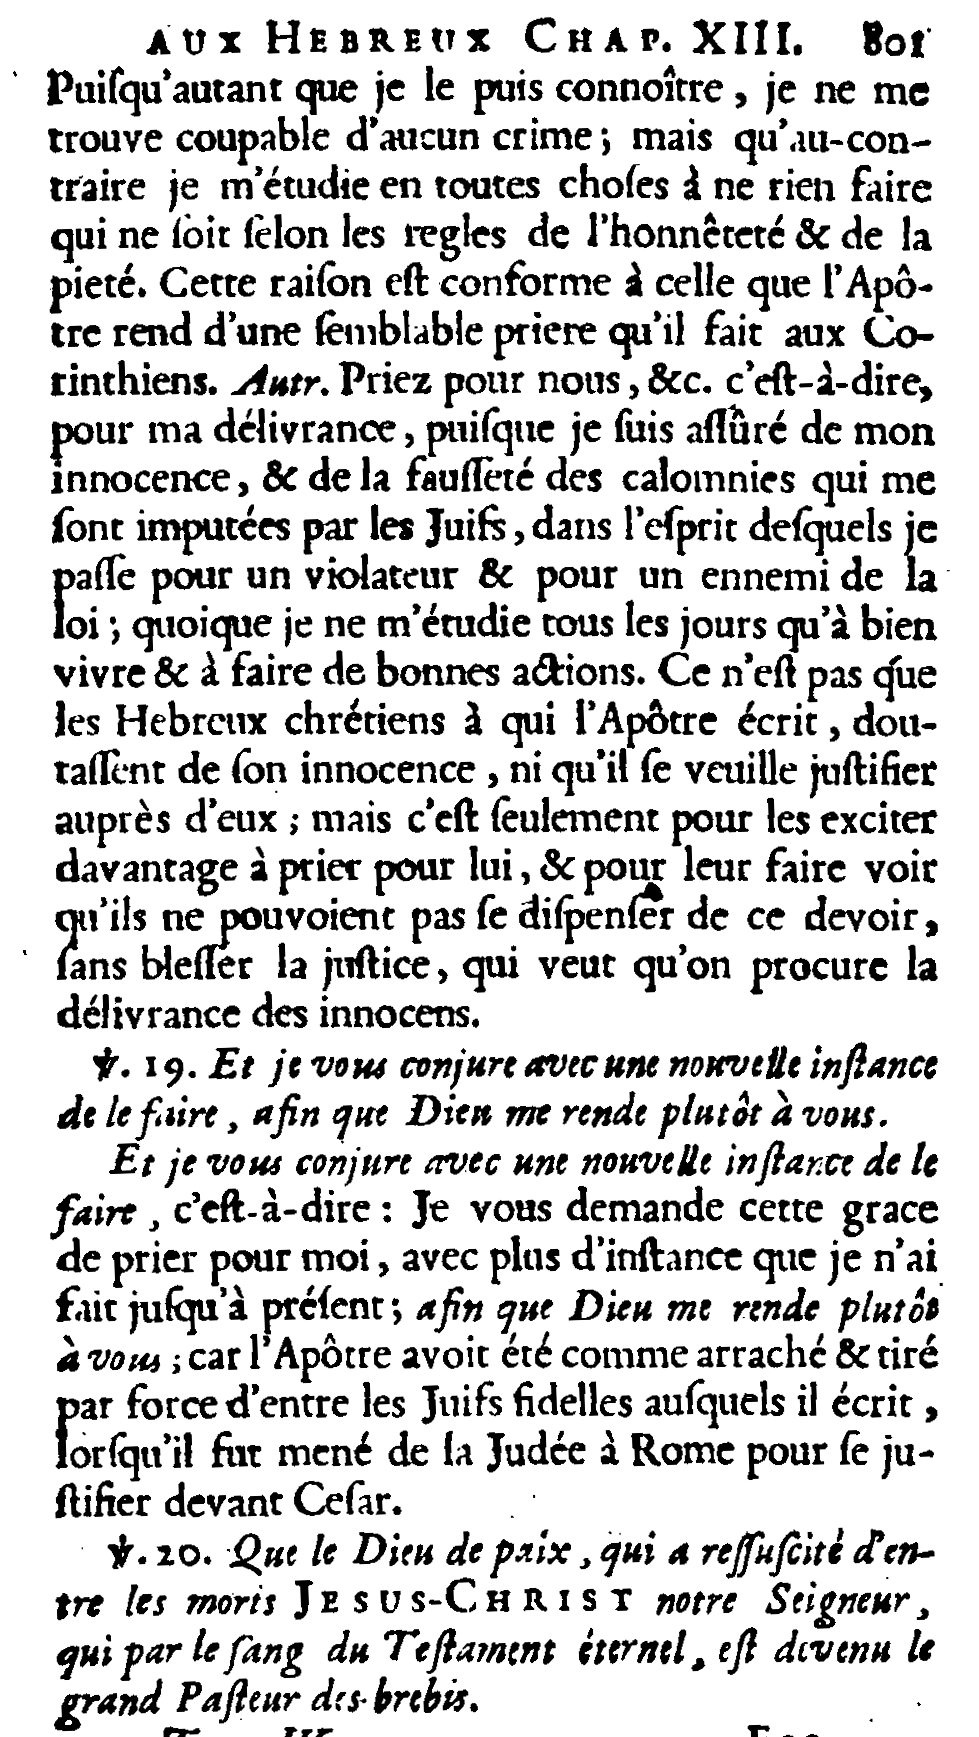 AUX HEBREUX CHAP. XIII. 801
Puiſqu'autant que je le puis connoître, je ne me
trouve coupable d'aucun crime; mais qu'au-con-
traire je m'étudie en toutes choſes à ne rien faire
qui ne ſoit ſelon les regles de l'honnêteté & de la
pieté. Cette raiſon eſt conforme à celle que l'Apô-
tre rend d'une ſemblable priere qu'il fait aux Co-
rinthiens. Autr. Priez pour nous, &c. c'eſt-à-dire,
pour ma délivrance, puiſque je ſuis aſſûré de mon
innocence, & de la fauſſeté des calomnies qui me
ſont imputées par les Juifs, dans l'eſprit deſquels je
paſſe pour un violateur & pour un ennemi de la
loi; quoique je ne m'étudie tous les jours qu'à bien
vivre & à faire de bonnes actions. Ce n'eſt pas que
les Hebreux chrétiens à qui l'Apôtre écrit, dou-
taſſent de ſon innocence, ni qu'il ſe veuille juſtifier
auprès d'eux; mais c'eſt ſeulement pour les exciter
davantage à prier pour lui, & pour leur faire voir
qu'ils ne pouvoient pas ſe diſpenſer de ce devoir,
ſans bleſſer la juſtice, qui veut qu'on procure la
délivrance des innocens.
℣. 19. Et je vous conjure avec une nouvelle inſtance
de le faire, afin que Dieu me rende plutôt à vous.
Et je vous conjure avec une nouvelle inſtance de le
faire, c'eſt-à-dire: Je vous demande cette grace
de prier pour moi, avec plus d'inſtance que je n'ai
fait juſqu'à préſent; afin que Dieu me rende plutôt
à vous; car l'Apôtre avoit été comme arraché & tiré
par force d'entre les Juifs fidelles auſquels il écrit,
lorſqu'il fut mené de la Judée à Rome pour ſe ju-
ſtifier devant Ceſar.
℣. 20. Que le Dieu de paix, qui a reſſuſcité d'en-
tre les morts JESUS-CHRIST notre Seigneur,
qui par le ſang du Teſtament éternel, eſt devenu le
grand Paſteur des brebis.